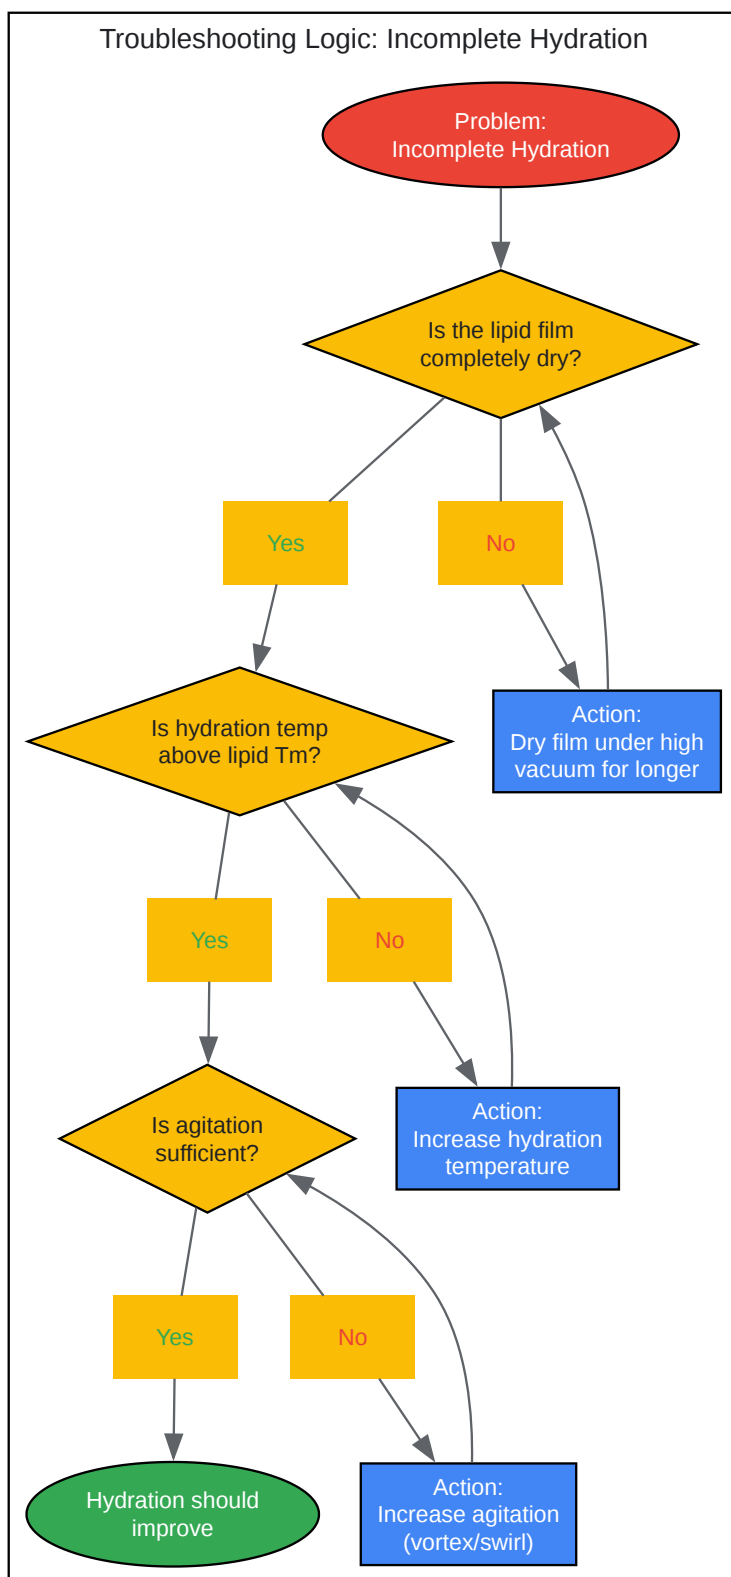 Troubleshooting Logic: Incomplete Hydration
Problem:
Incomplete Hydration
Is the lipid film
completely dry?
Yes
No
Action:
Dry film under high
vacuum for longer
Is hydration temp
above lipid Tm?
Yes
No
Action:
Increase hydration
temperature
Is agitation
sufficient?
Yes
No
Action:
Increase agitation
(vortex/swirl)
Hydration should
improve